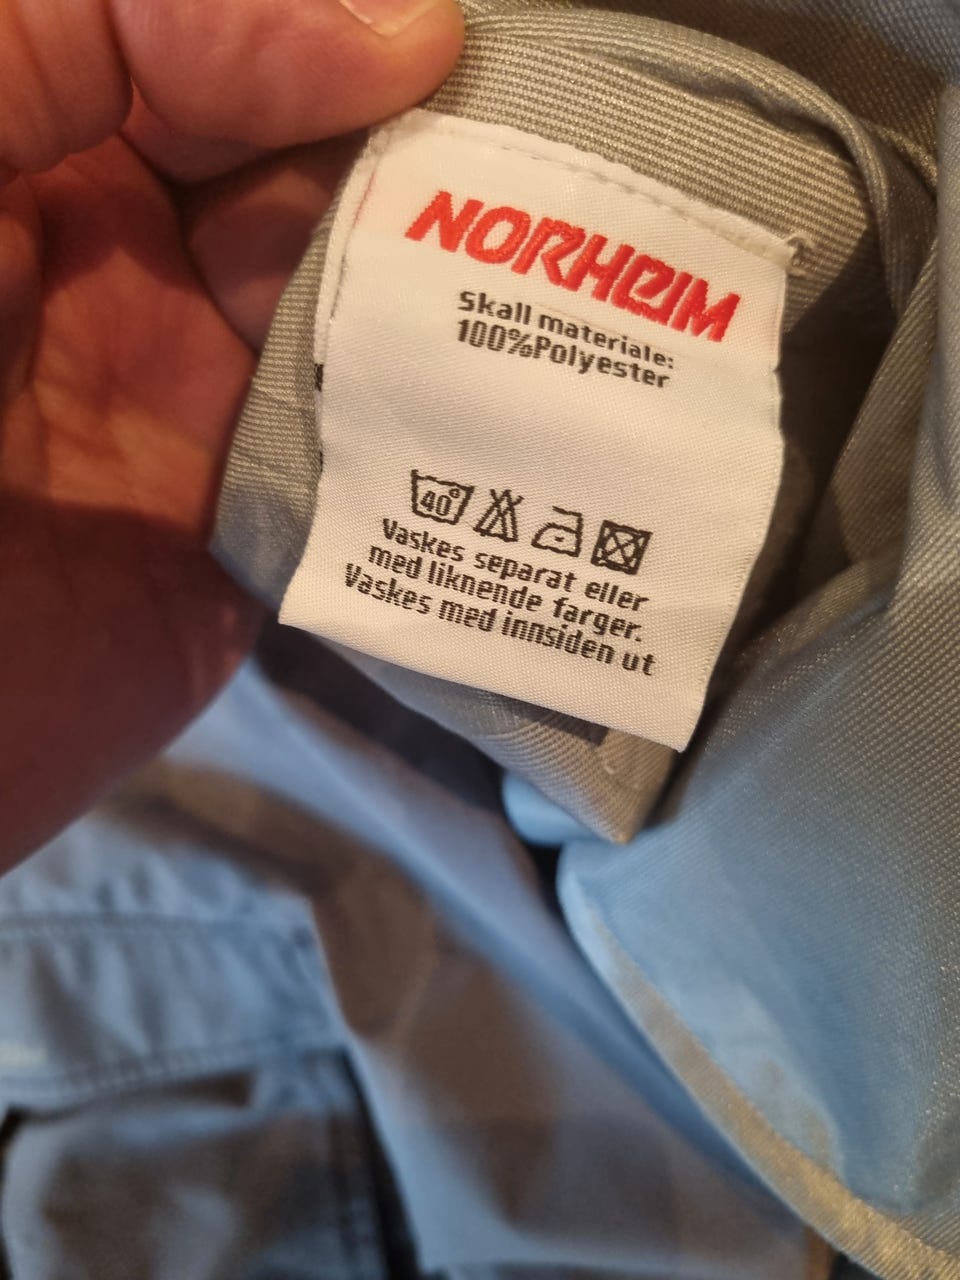 NORHEIM
Skall materiale:
100%Polyester
40°
Vaskes separat eller
med liknende farger.
Vaskes med innsiden ut